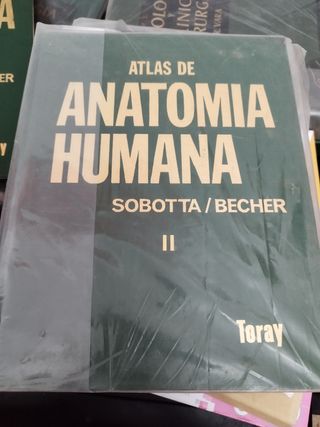 ATLAS DE
ANATOMIA
HUMANA
SOBOTTA / BECHER
II
Toray